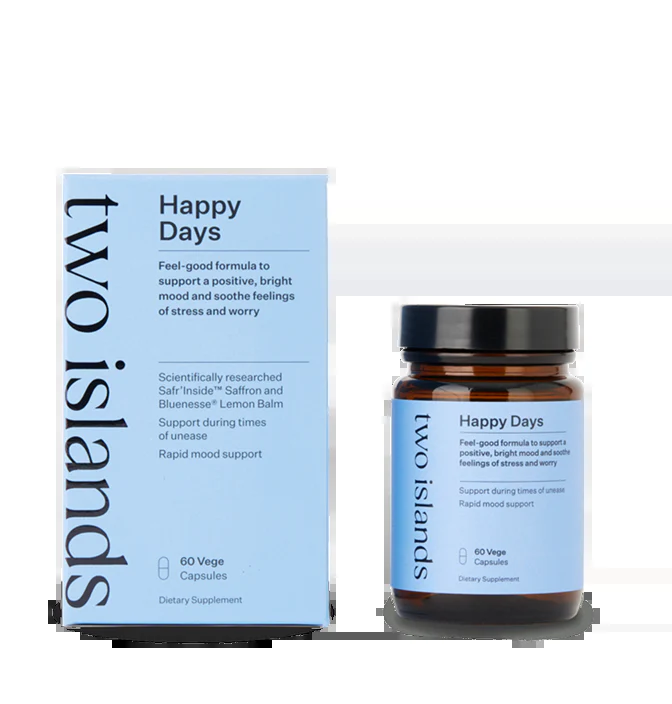 two islands
Happy
Days
Feel-good formula to
support a positive, bright
mood and soothe feelings
of stress and worry
Scientifically researched
Safr'Inside™ Saffron and
Bluenesse® Lemon Balm
Support during times
of unease
Rapid mood support
60 Vege
Capsules
Dietary Supplement
two islands
Happy Days
Feel-good formula to support a
positive, bright mood and soothe
feelings of stress and worry
Support during times of unease
Rapid mood support
60 Vege
Capsules
Dietary Supplement